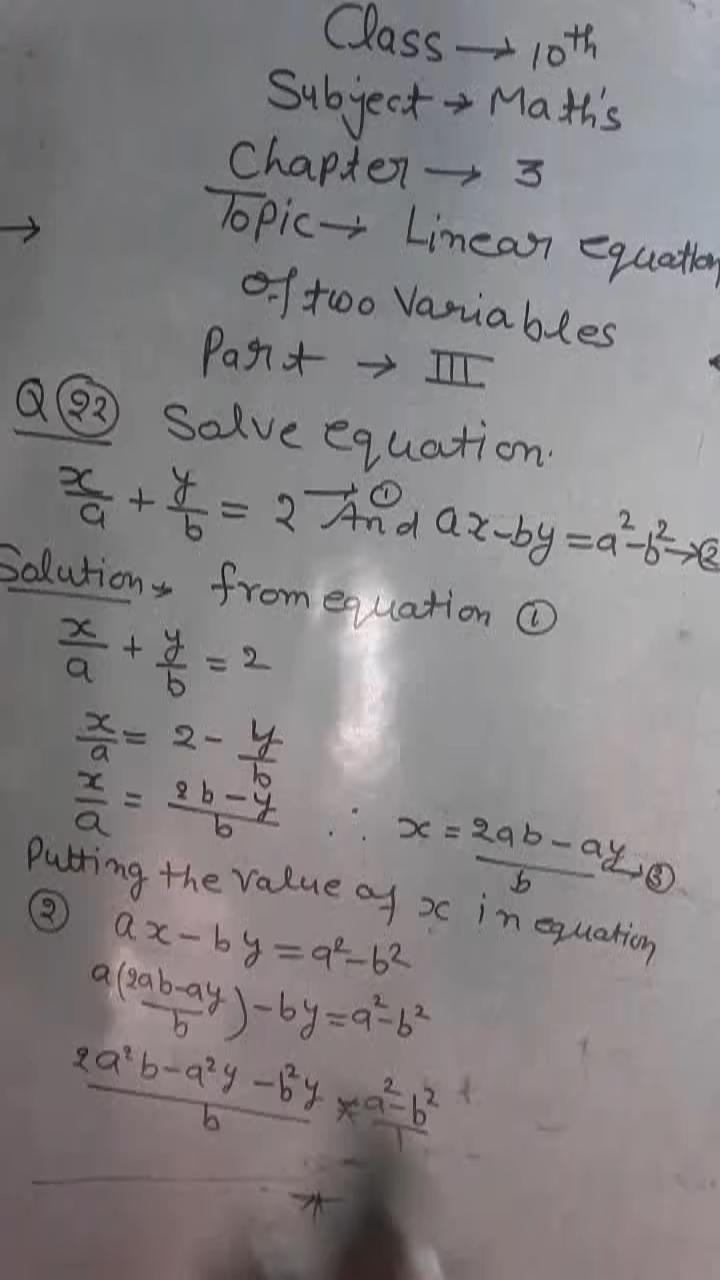 Class → 10th
Subject → Math's
Chapter → 3
→ Topic → Linear equation
of two Variables
Part → III
Q 22 Solve equation.
x/a + y/b = 2 → ① And ax - by = a² - b² → ②
Solution → from equation ①
x/a + y/b = 2
x/a = 2 - y/b
x/a = 2b - y/b ∴ x = 2ab - ay/b → ③
Putting the value of x in equation
② ax - by = a² - b²
a(2ab - ay/b) - by = a² - b²
2a²b - a²y - b²y/b = a² - b²/1